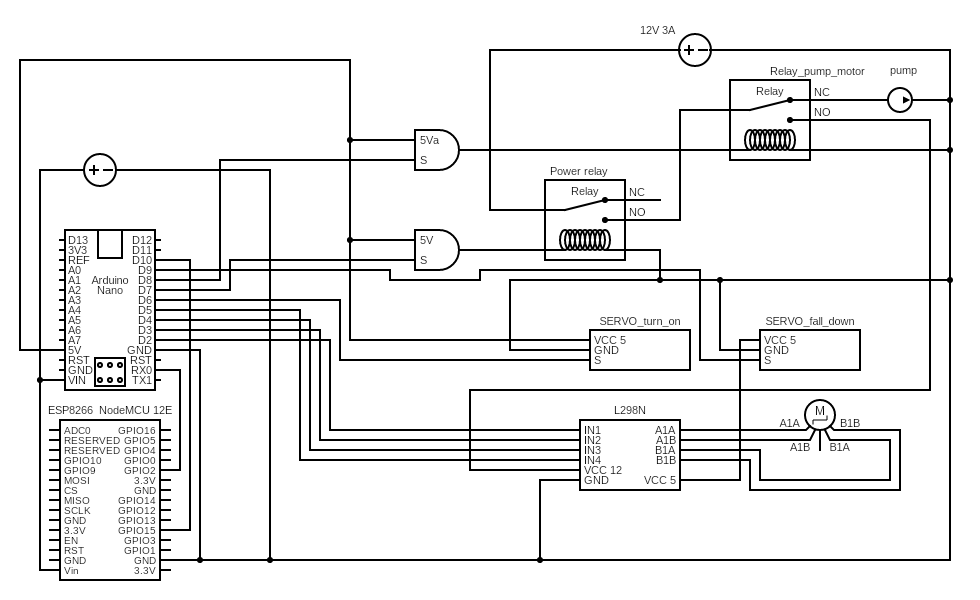 12V 3A
Relay_pump_motor
pump
Relay
NC
NO
5Va
S
Power relay
Relay
NC
NO
5V
S
D13 D12
3V3 D11
REF D10
A0 D9
A1 Arduino D8
A2 Nano D7
A3 D6
A4 D5
A5 D4
A6 D3
A7 D2
5V GND
RST RST
GND RX0
VIN TX1
SERVO_turn_on
VCC 5
GND
S
SERVO_fall_down
VCC 5
GND
S
ESP8266 NodeMCU 12E
ADC0 GPIO16
RESERVED GPIO5
RESERVED GPIO4
GPIO10 GPIO0
GPIO9 GPIO2
MOSI 3.3V
CS GND
MISO GPIO14
SCLK GPIO12
GND GPIO13
3.3V GPIO15
EN GPIO3
RST GPIO1
GND GND
Vin 3.3V
L298N
IN1 A1A
IN2 A1B
IN3 B1A
IN4 B1B
VCC 12
GND VCC 5
M
A1A B1B
A1B B1A